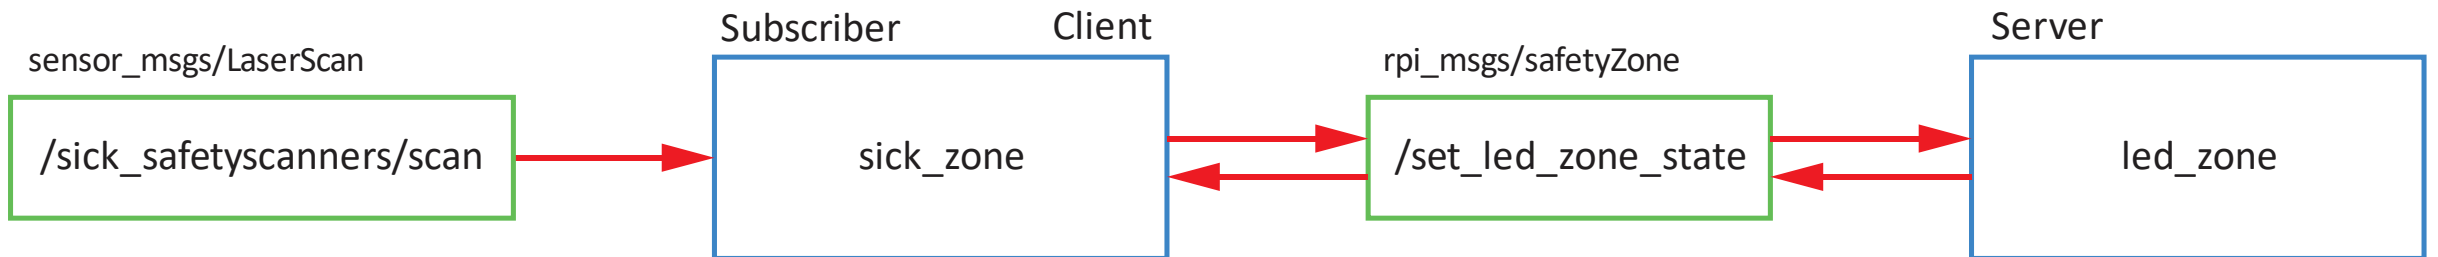 Subscriber
Client
Server
sensor_msgs/LaserScan
rpi_msgs/safetyZone
/sick_safetyscanners/scan
sick_zone
/set_led_zone_state
led_zone